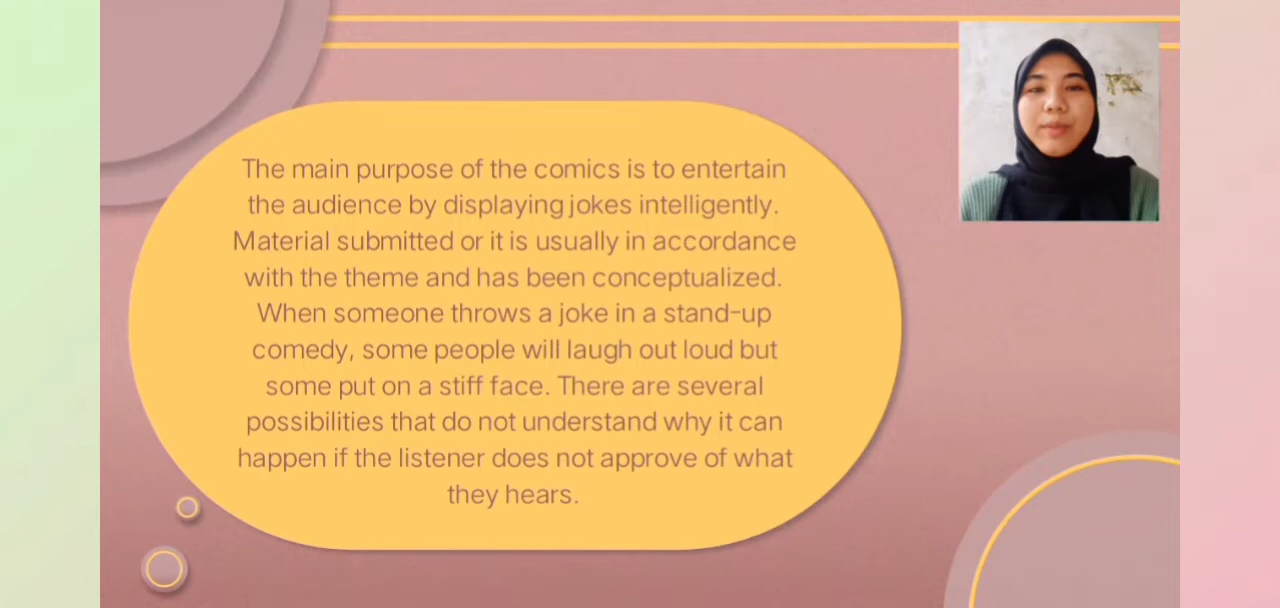 The main purpose of the comics is to entertain
the audience by displaying jokes intelligently.
Material submitted or it is usually in accordance
with the theme and has been conceptualized.
When someone throws a joke in a stand-up
comedy, some people will laugh out loud but
some put on a stiff face. There are several
possibilities that do not understand why it can
happen if the listener does not approve of what
they hears.